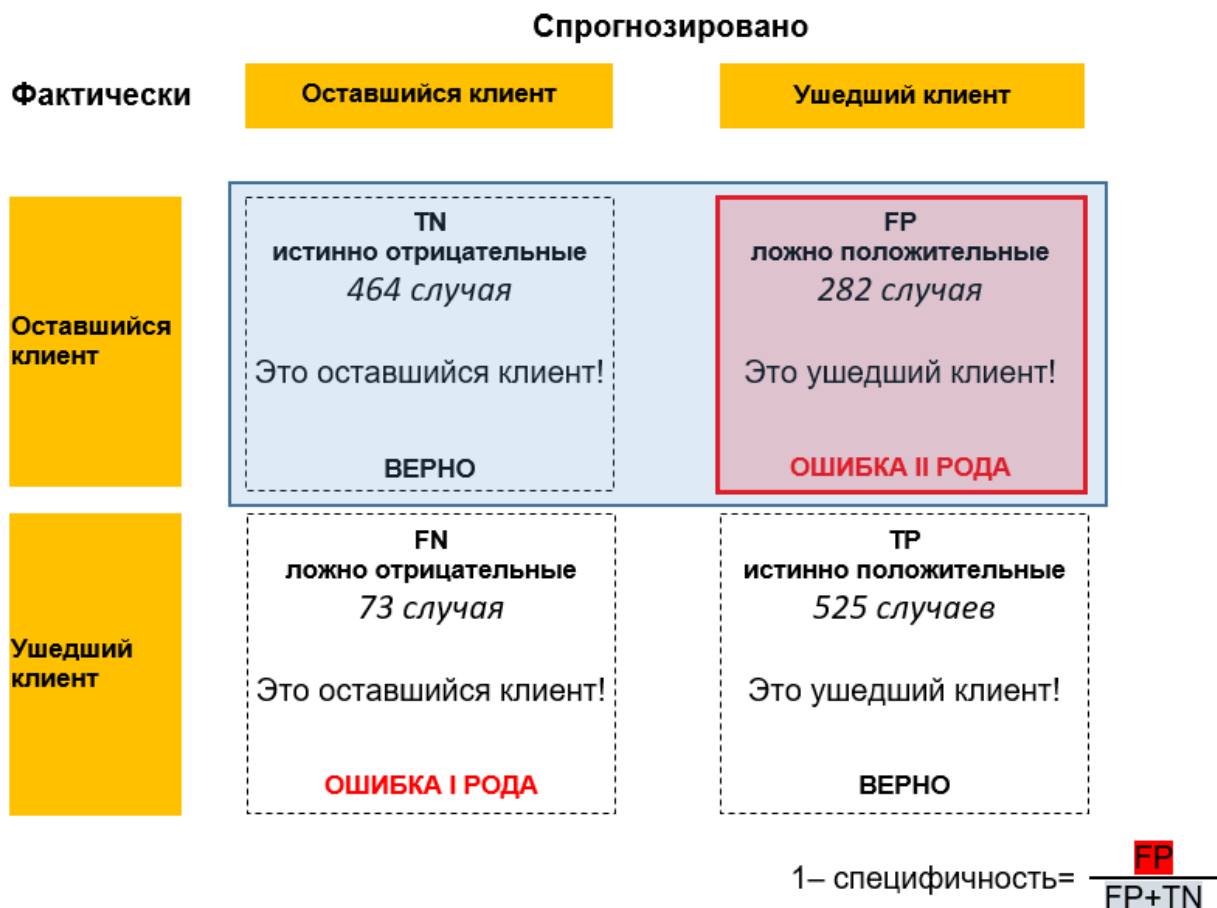 Спрогнозировано
Фактически
Оставшийся клиент
Ушедший клиент
Оставшийся
клиент
TN
истинно отрицательные
464 случая
Это оставшийся клиент!
ВЕРНО
FP
ложно положительные
282 случая
Это ушедший клиент!
ОШИБКА II РОДА
Ушедший
клиент
FN
ложно отрицательные
73 случая
Это оставшийся клиент!
ОШИБКА I РОДА
TP
истинно положительные
525 случаев
Это ушедший клиент!
ВЕРНО
1– специфичность=
FP
FP+TN